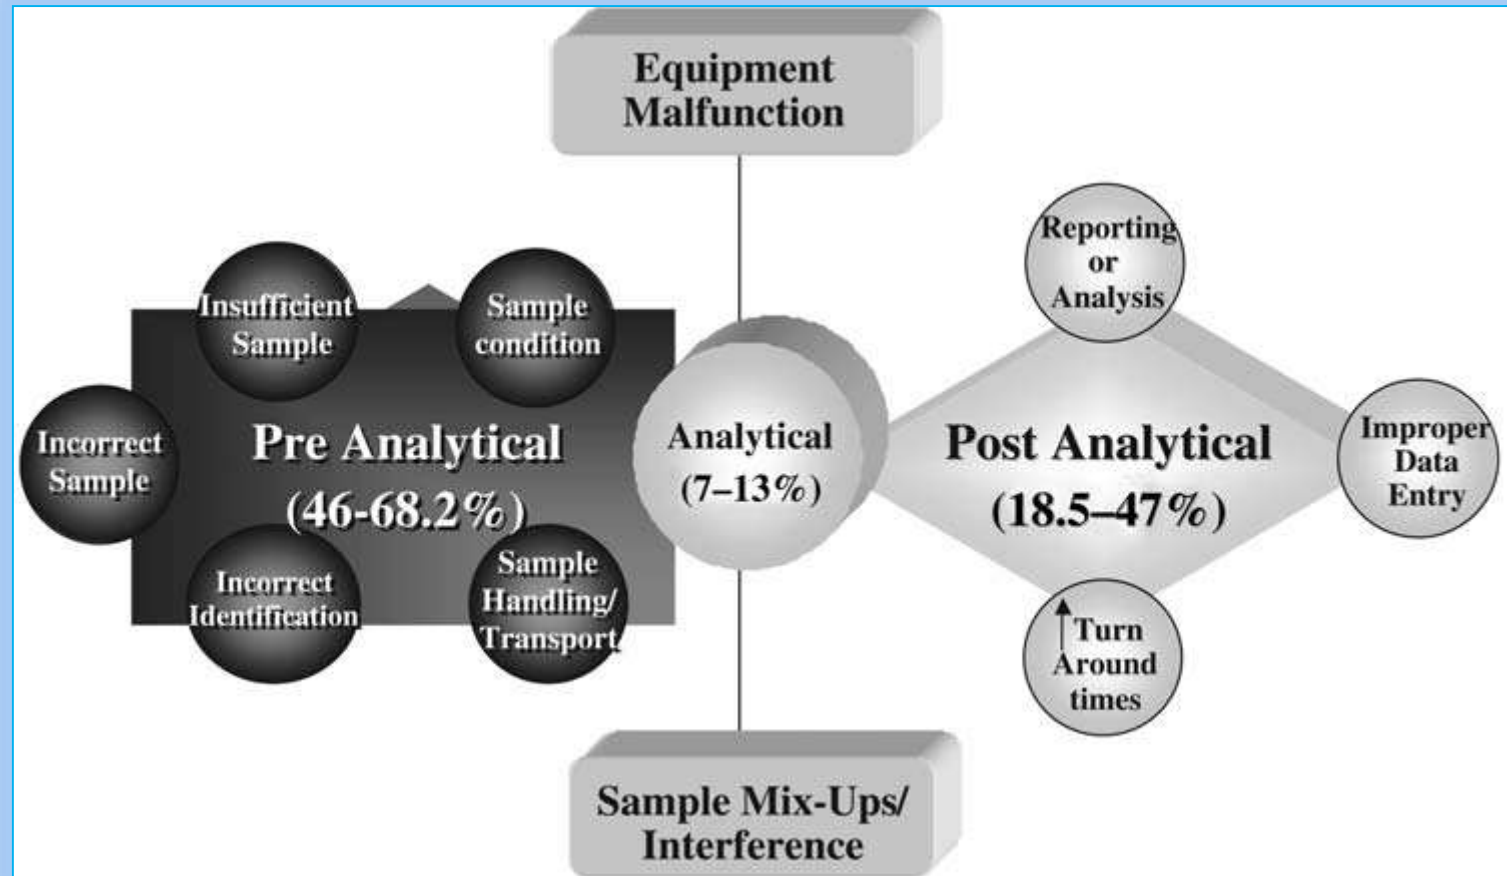 Equipment
Malfunction
Insufficient
Sample
Sample
condition
Incorrect
Sample
Pre Analytical
(46-68.2%)
Incorrect
Identification
Sample
Handling/
Transport
Analytical
(7–13%)
Reporting
or
Analysis
Post Analytical
(18.5–47%)
Improper
Data
Entry
Turn
Around
times
Sample Mix-Ups/
Interference